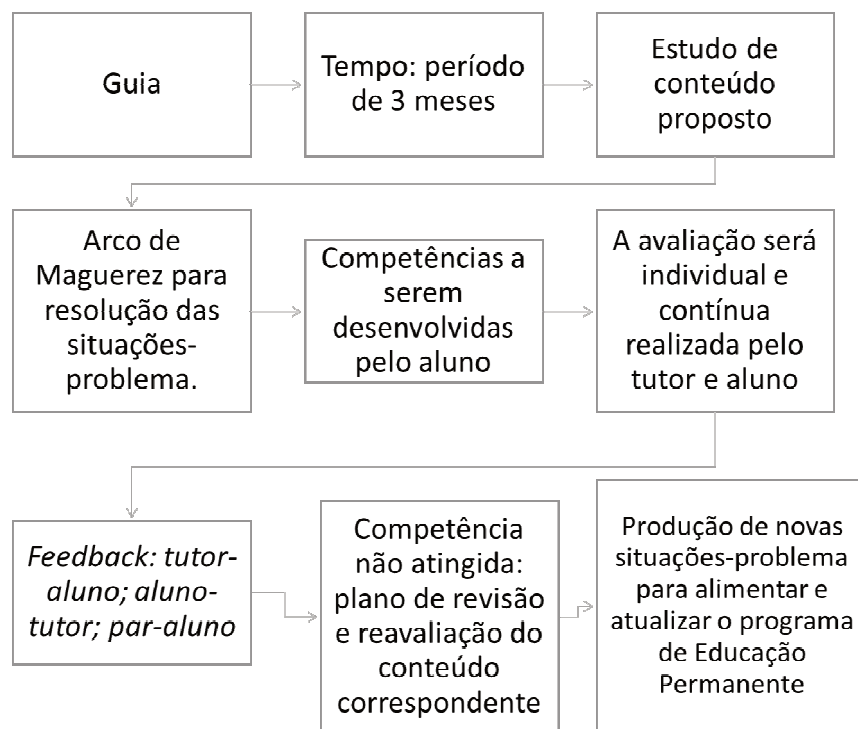 Guia
Tempo: período
de 3 meses
Estudo de
conteúdo
proposto
Arco de
Maguerez para
resolução das
situações-
problema.
Competências a
serem
desenvolvidas
pelo aluno
A avaliação será
individual e
contínua
realizada pelo
tutor e aluno
Feedback: tutor-
aluno; aluno-
tutor; par-aluno
Competência
não atingida:
plano de revisão
e reavaliação do
conteúdo
correspondente
Produção de novas
situações-problema
para alimentar e
atualizar o programa
de Educação
Permanente